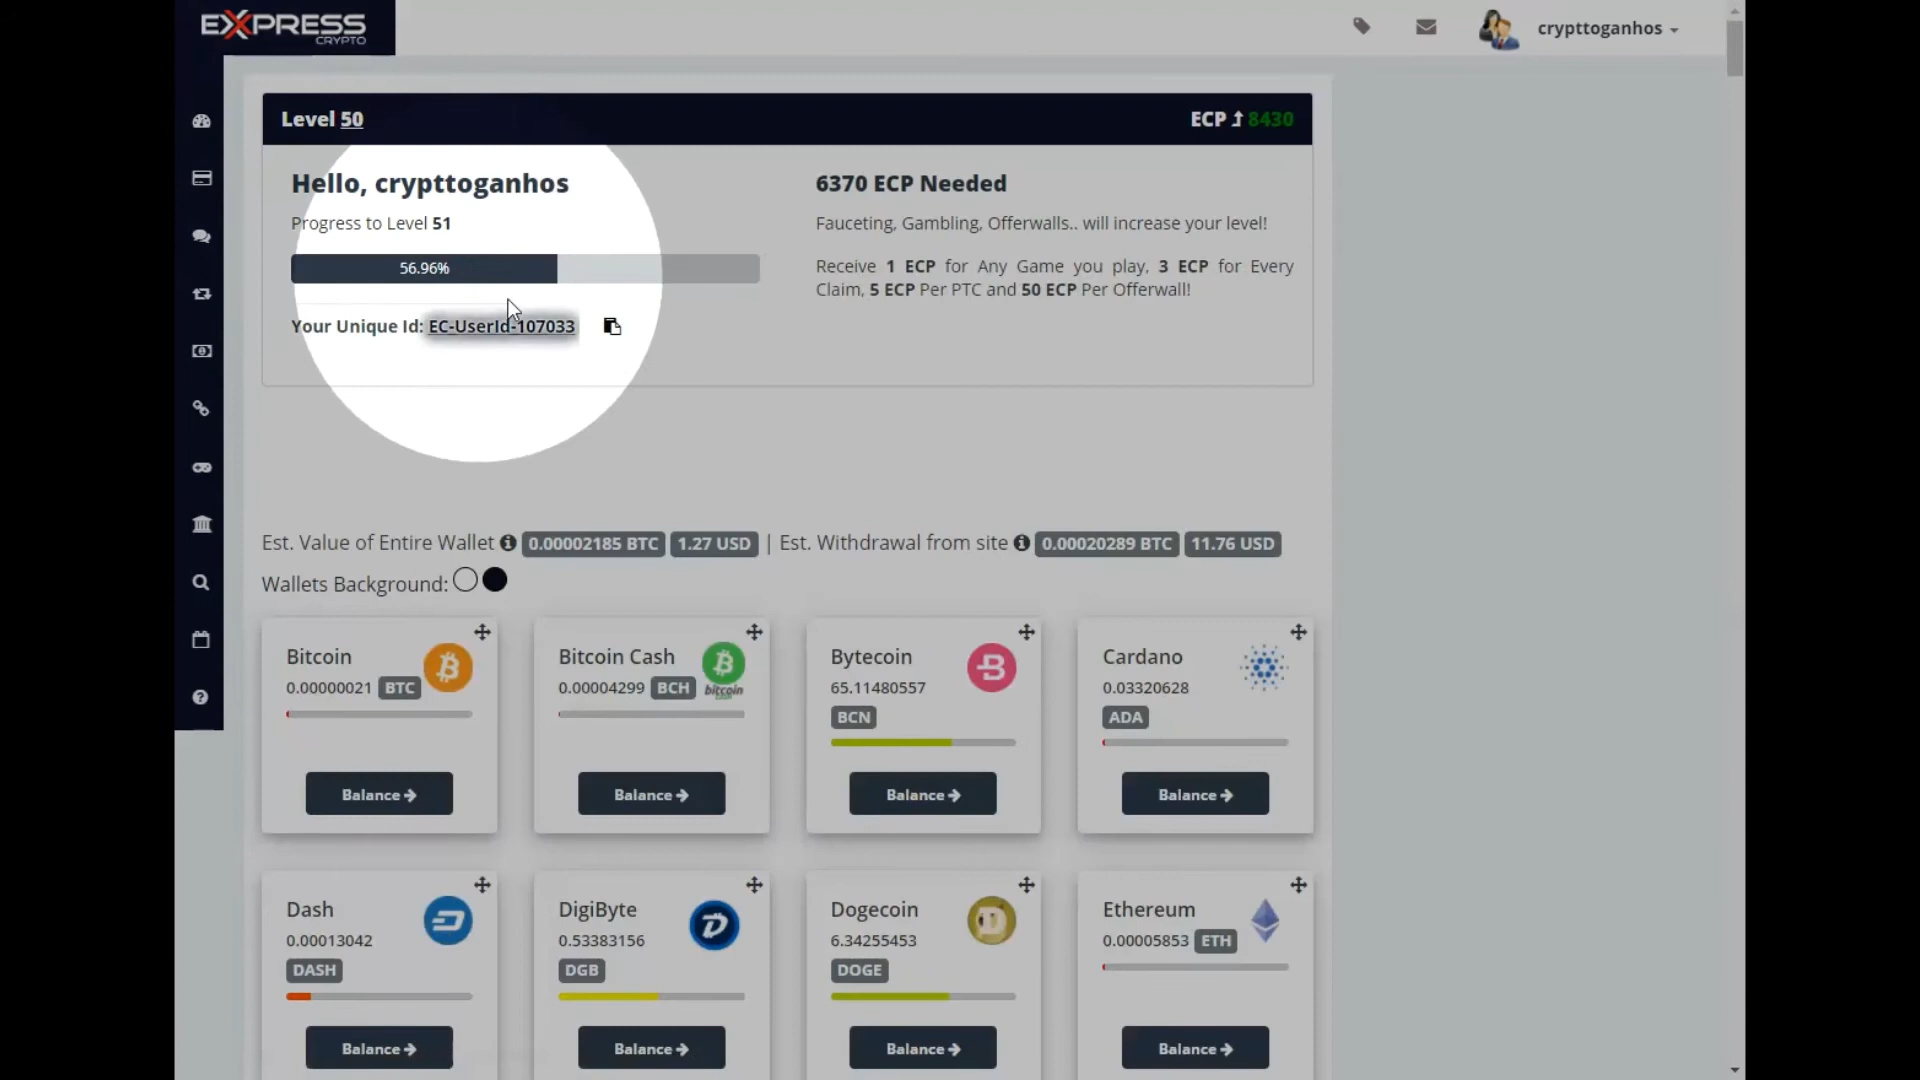 EXPRESS
CRYPTO
crypttoganhos
Level 50
ECP 8430
Hello, crypttoganhos
Progress to Level 51
56.96%
Your Unique Id: EC-UserId-107033
6370 ECP Needed
Fauceting, Gambling, Offerwalls.. will increase your level!
Receive 1 ECP for Any Game you play, 3 ECP for Every
Claim, 5 ECP Per PTC and 50 ECP Per Offerwall!
Est. Value of Entire Wallet 0.00002185 BTC 1.27 USD | Est. Withdrawal from site 0.00020289 BTC 11.76 USD
Wallets Background:
Bitcoin
0.00000021 BTC
Balance
Bitcoin Cash
bitcoin
0.00004299 BCH
Balance
Bytecoin
65.11480557
BCN
Balance
Cardano
0.03320628
ADA
Balance
Dash
0.00013042
DASH
Balance
DigiByte
0.53383156
DGB
Balance
Dogecoin
6.34255453
DOGE
Balance
Ethereum
0.00005853 ETH
Balance